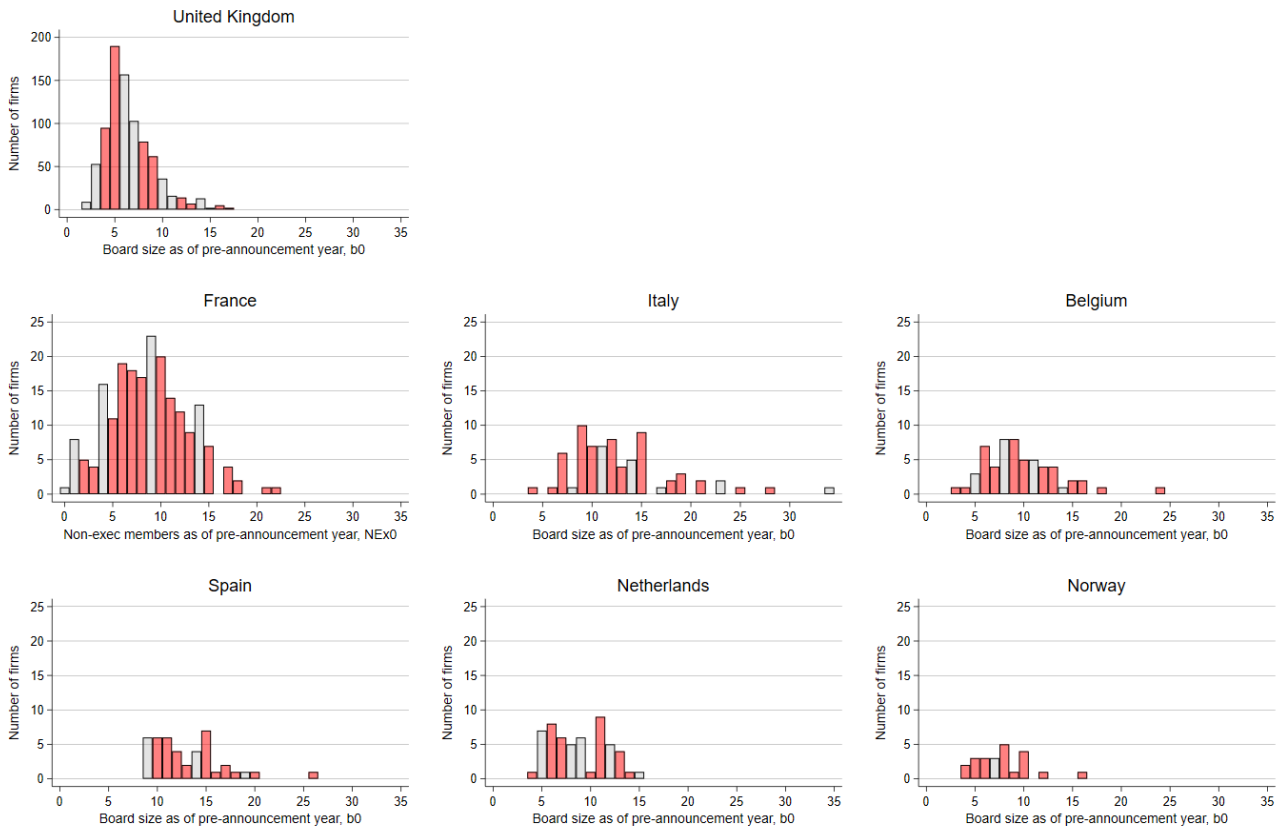 United Kingdom
Number of firms
200
150
100
50
0
0 5 10 15 20 25 30 35
Board size as of pre-announcement year, b0
France
Number of firms
25
20
15
10
5
0
0 5 10 15 20 25 30 35
Non-exec members as of pre-announcement year, NEx0
Italy
Number of firms
25
20
15
10
5
0
0 5 10 15 20 25 30
Board size as of pre-announcement year, b0
Belgium
Number of firms
25
20
15
10
5
0
0 5 10 15 20 25 30 35
Board size as of pre-announcement year, b0
Spain
Number of firms
25
20
15
10
5
0
0 5 10 15 20 25 30 35
Board size as of pre-announcement year, b0
Netherlands
Number of firms
25
20
15
10
5
0
0 5 10 15 20 25 30 35
Board size as of pre-announcement year, b0
Norway
Number of firms
25
20
15
10
5
0
0 5 10 15 20 25 30 35
Board size as of pre-announcement year, b0